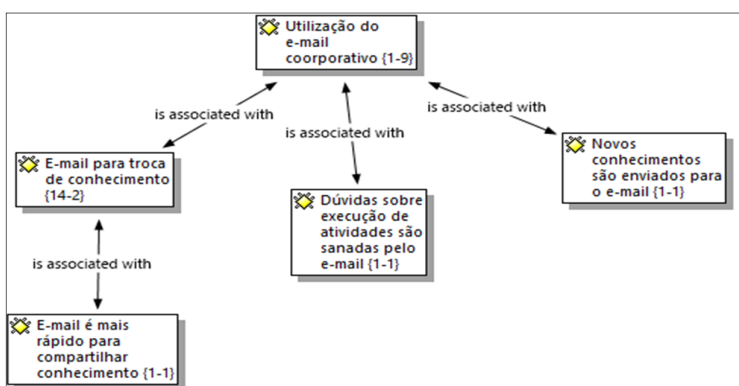 Utilização do
e-mail
coorporativo {1-9}
is associated with
is associated with
is associated with
E-mail para troca
de conhecimento
{14-2}
Novos
conhecimentos
são enviados para
o e-mail {1-1}
Dúvidas sobre
execução de
atividades são
sanadas pelo
e-mail {1-1}
is associated with
E-mail é mais
rápido para
compartilhar
conhecimento {1-1}